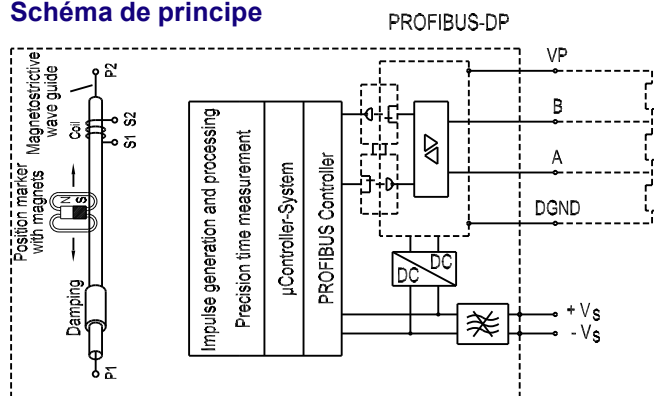 Schéma de principe
PROFIBUS-DP
P2
Magnetostrictive
wave guide
Coil
S2
S1
Position marker
with magnets
N
S
Damping
P1
Impulse generation and processing
Precision time measurement
µController-System
PROFIBUS Controller
DC
DC
VP
B
A
DGND
+ Vs
- Vs